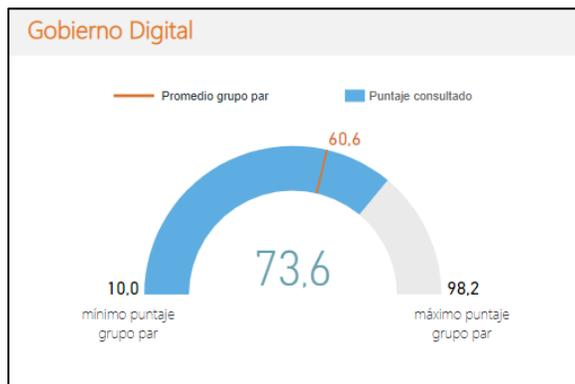 Gobierno Digital
Promedio grupo par
Puntaje consultado
60,6
73,6
10,0
98,2
mínimo puntaje
grupo par
máximo puntaje
grupo par